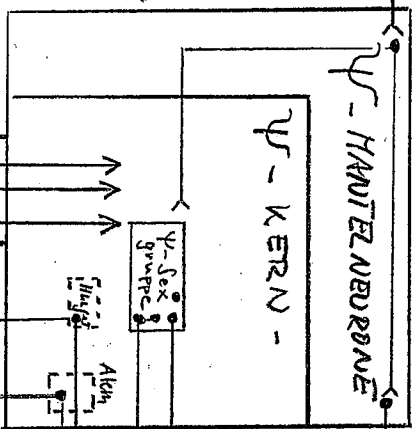 Ψ - MANTELNEURONE
Ψ - KERN -
Ψ-Sex
gruppe
Atem